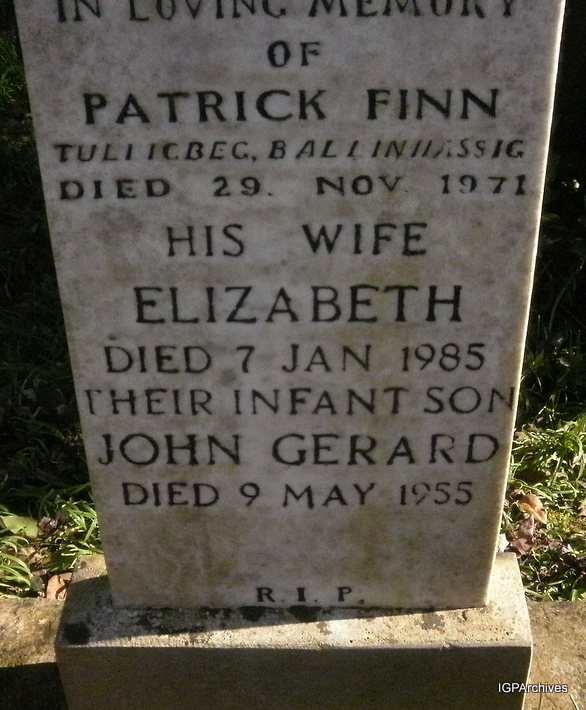 IN LOVING MEMORY
OF
PATRICK FINN
TULLIGBEG, BALLINHASSIG
DIED 29. NOV. 1971
HIS WIFE
ELIZABETH
DIED 7 JAN 1985
THEIR INFANT SON
JOHN GERARD
DIED 9 MAY 1955
R. I. P.
IGPArchives